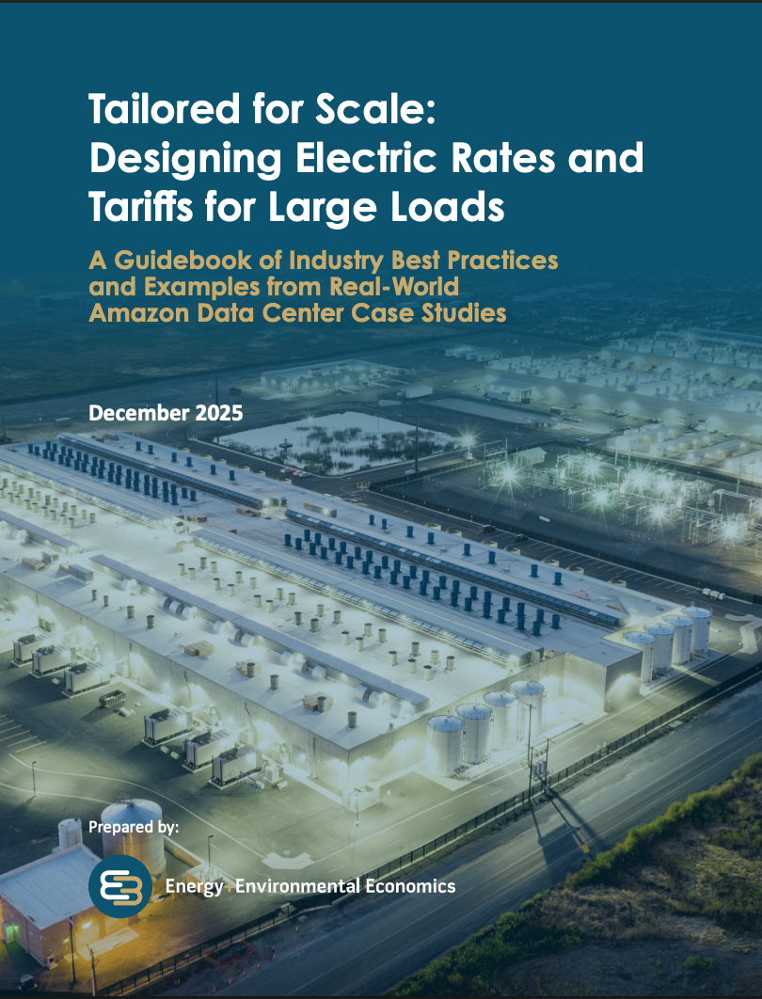 Tailored for Scale:
Designing Electric Rates and
Tariffs for Large Loads
A Guidebook of Industry Best Practices
and Examples from Real-World
Amazon Data Center Case Studies
December 2025
Prepared by:
Energy+Environmental Economics